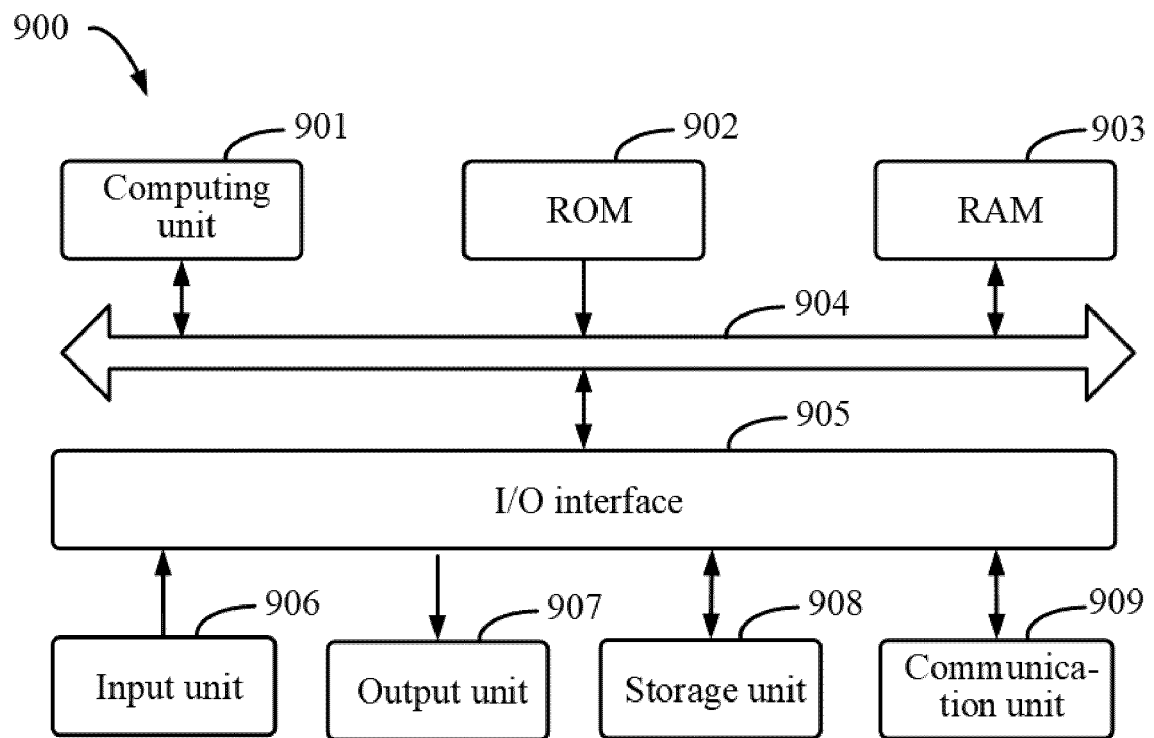 900
901
902
903
Computing
unit
ROM
RAM
904
905
I/O interface
906
907
908
909
Input unit
Output unit
Storage unit
Communica-
tion unit